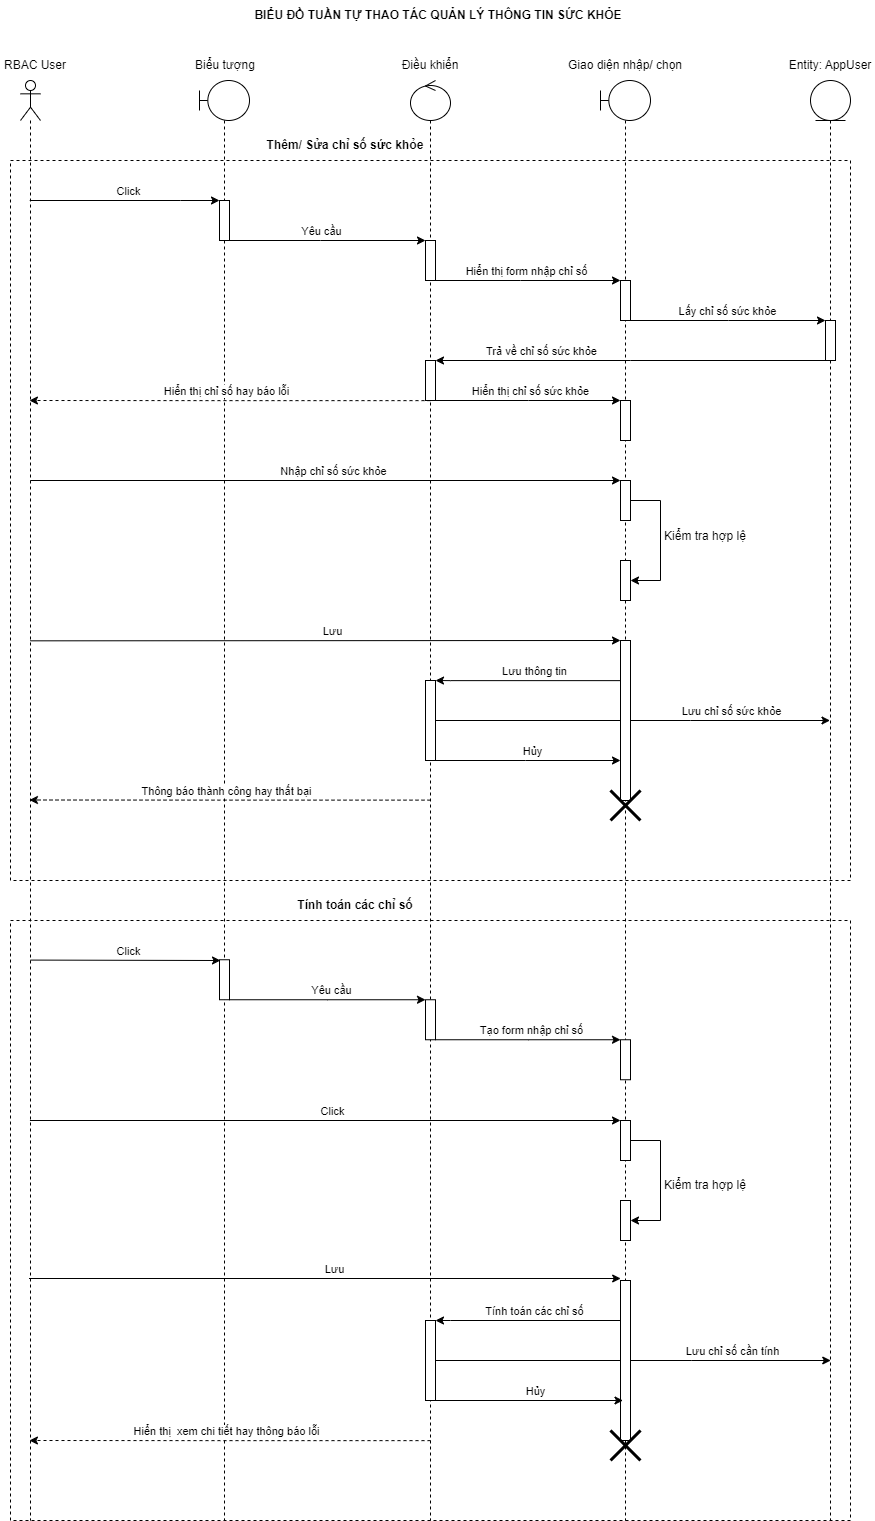 BIỂU ĐỒ TUẦN TỰ THAO TÁC QUẢN LÝ THÔNG TIN SỨC KHỎE
RBAC User
Biểu tượng
Điều khiển
Giao diện nhập/ chọn
Entity: AppUser
Thêm/ Sửa chỉ số sức khỏe
Click
Yêu cầu
Hiển thị form nhập chỉ số
Lấy chỉ số sức khỏe
Trả về chỉ số sức khỏe
Hiển thị chỉ số hay báo lỗi
Hiển thị chỉ số sức khỏe
Nhập chỉ số sức khỏe
Kiểm tra hợp lệ
Lưu
Lưu thông tin
Lưu chỉ số sức khỏe
Hủy
Thông báo thành công hay thất bại
Tính toán các chỉ số
Click
Yêu cầu
Tạo form nhập chỉ số
Click
Kiểm tra hợp lệ
Lưu
Tính toán các chỉ số
Lưu chỉ số cần tính
Hủy
Hiển thị xem chi tiết hay thông báo lỗi